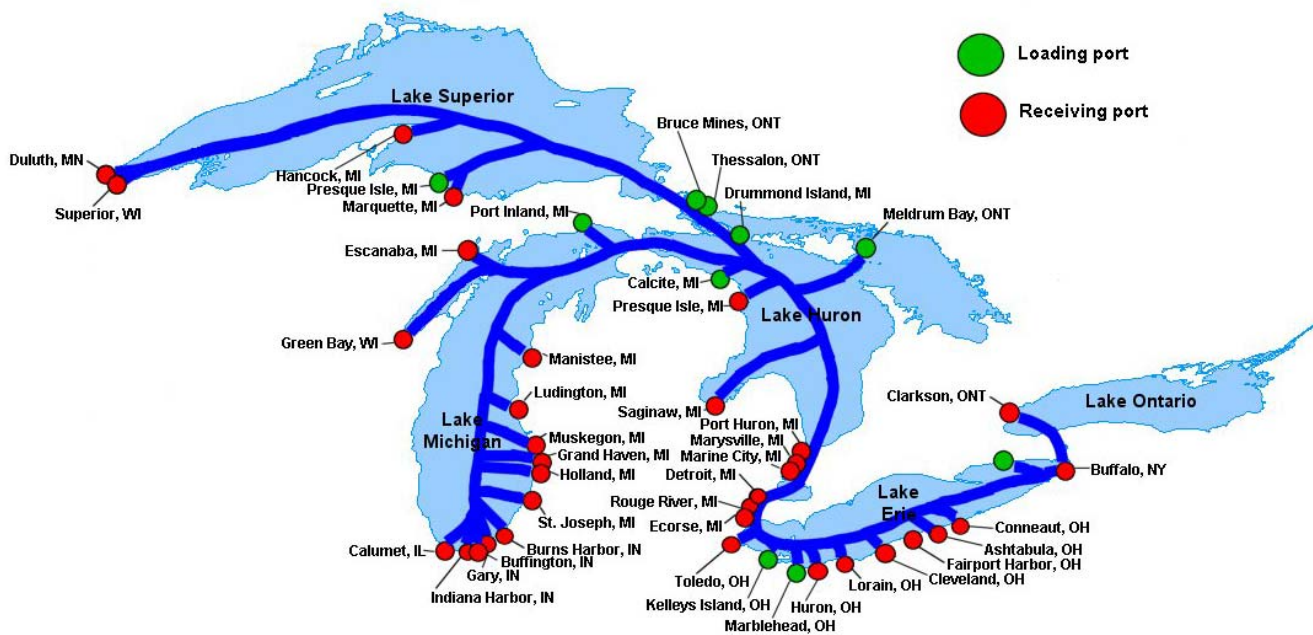 Loading port
Receiving port
Lake Superior
Bruce Mines, ONT
Thessalon, ONT
Drummond Island, MI
Meldrum Bay, ONT
Duluth, MN
Superior, WI
Hancock, MI
Presque Isle, MI
Marquette, MI
Port Inland, MI
Escanaba, MI
Calcite, MI
Presque Isle, MI
Lake Huron
Green Bay, WI
Manistee, MI
Ludington, MI
Saginaw, MI
Clarkson, ONT
Lake Ontario
Lake
Michigan
Muskegon, MI
Grand Haven, MI
Holland, MI
Port Huron, MI
Marysville, MI
Marine City, MI
Detroit, MI
Rouge River, MI
Ecorse, MI
Buffalo, NY
Lake
Erie
St. Joseph, MI
Calumet, IL
Burns Harbor, IN
Buffington, IN
Gary, IN
Indiana Harbor, IN
Conneaut, OH
Ashtabula, OH
Fairport Harbor, OH
Cleveland, OH
Lorain, OH
Toledo, OH
Kelleys Island, OH
Huron, OH
Marblehead, OH